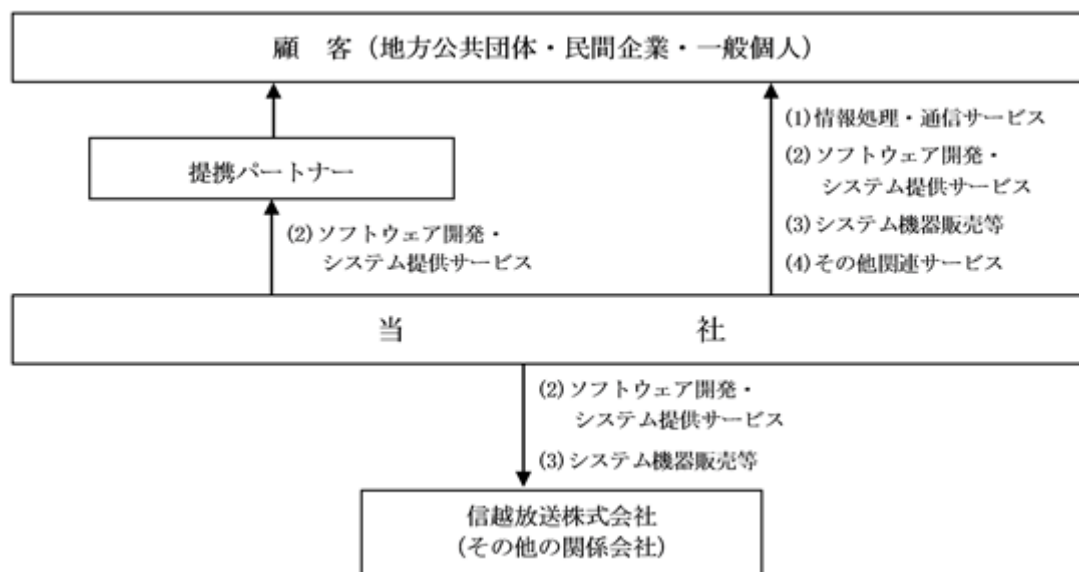 顧　客（地方公共団体・民間企業・一般個人）
提携パートナー
(2)ソフトウェア開発・
システム提供サービス
(1)情報処理・通信サービス
(2)ソフトウェア開発・
システム提供サービス
(3)システム機器販売等
(4)その他関連サービス
当　社
(2)ソフトウェア開発・
システム提供サービス
(3)システム機器販売等
信越放送株式会社
(その他の関係会社)